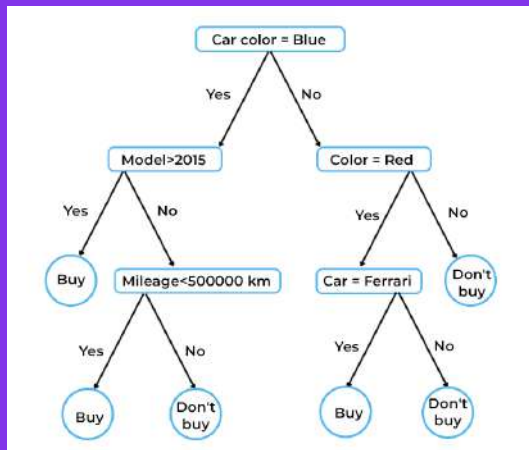 Car color = Blue
Yes
No
Model>2015
Color = Red
Yes
No
Yes
No
Buy
Mileage<500000 km
Car = Ferrari
Don't
buy
Yes
No
Yes
No
Buy
Don't
buy
Buy
Don't
buy